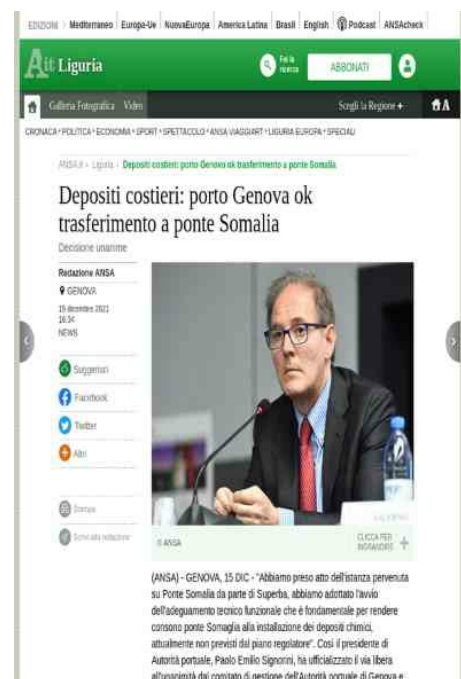 EDIZIONI Mediterraneo Europa-Ue NuovaEuropa America Latina Brasil English Podcast ANSAcheck
Ait Liguria
Fai la
ricerca
ABBONATI
Galleria Fotografica Video
Scegli la Regione +
CRONACA • POLITICA • ECONOMIA • SPORT • SPETTACOLO • ANSA VIAGGIART • LIGURIA EUROPA • SPECIALI
ANSA.it › Liguria › Depositi costieri: porto Genova ok trasferimento a ponte Somalia
Depositi costieri: porto Genova ok
trasferimento a ponte Somalia
Decisione unanime
Redazione ANSA
GENOVA
15 dicembre 2021
16:34
NEWS
Suggerisci
Facebook
Twitter
Altri
Stampa
Scrivi alla redazione
© ANSA
CLICCA PER
INGRANDIRE +
(ANSA) - GENOVA, 15 DIC - "Abbiamo preso atto dell'istanza pervenuta
su Ponte Somalia da parte di Superba, abbiamo adottato l'avvio
dell'adeguamento tecnico funzionale che è fondamentale per rendere
consono ponte Somaglia alla installazione dei depositi chimici,
attualmente non previsti dal piano regolatore". Così il presidente di
Autorità portuale, Paolo Emilio Signorini, ha ufficializzato il via libera
all'unanimità dal comitato di gestione dell'Autorità portuale di Genova e